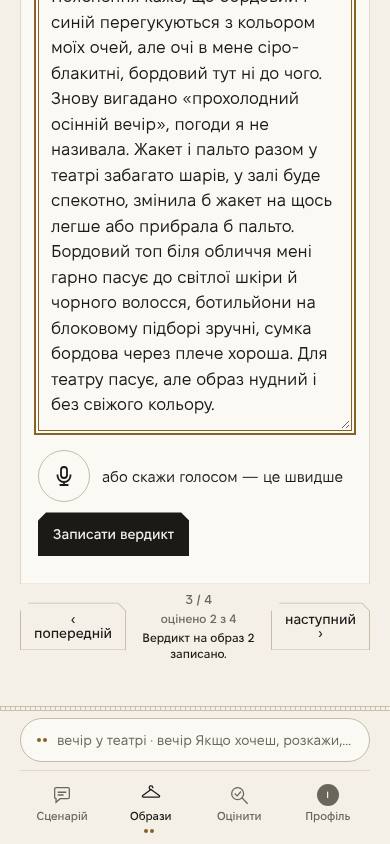 пояснення каже, що бордовий і
синій перегукуються з кольором
моїх очей, але очі в мене сіро-
блакитні, бордовий тут ні до чого.
Знову вигадано «прохолодний
осінній вечір», погоди я не
називала. Жакет і пальто разом у
театрі забагато шарів, у залі буде
спекотно, змінила б жакет на щось
легше або прибрала б пальто.
Бордовий топ біля обличчя мені
гарно пасує до світлої шкіри й
чорного волосся, ботильйони на
блоковому підборі зручні, сумка
бордова через плече хороша. Для
театру пасує, але образ нудний і
без свіжого кольору.
або скажи голосом — це швидше
Записати вердикт
‹ попередній
3 / 4
оцінено 2 з 4
Вердикт на образ 2
записано.
наступний ›
вечір у театрі · вечір Якщо хочеш, розкажи,...
Сценарій
Образи
Оцінити
І
Профіль